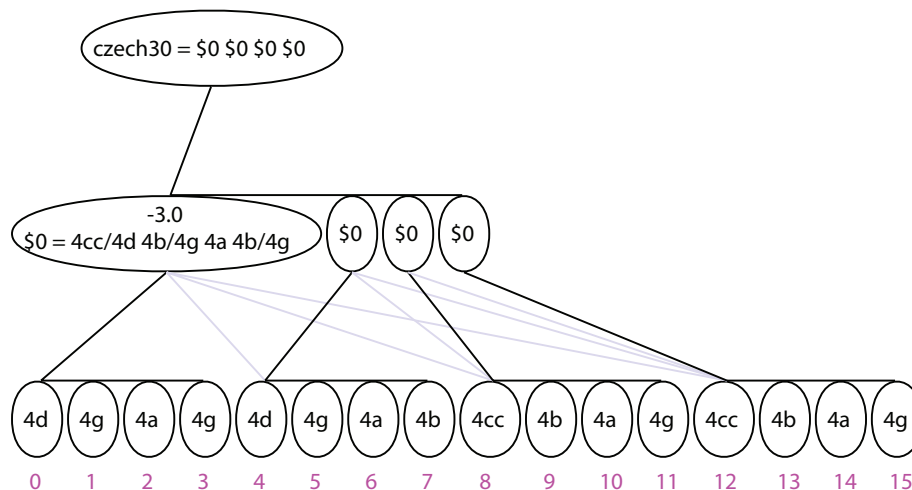 czech30 = $0 $0 $0 $0
-3.0
$0 = 4cc/4d 4b/4g 4a 4b/4g
$0 $0 $0
4d 4g 4a 4g 4d 4g 4a 4b 4cc 4b 4a 4g 4cc 4b 4a 4g
0 1 2 3 4 5 6 7 8 9 10 11 12 13 14 15